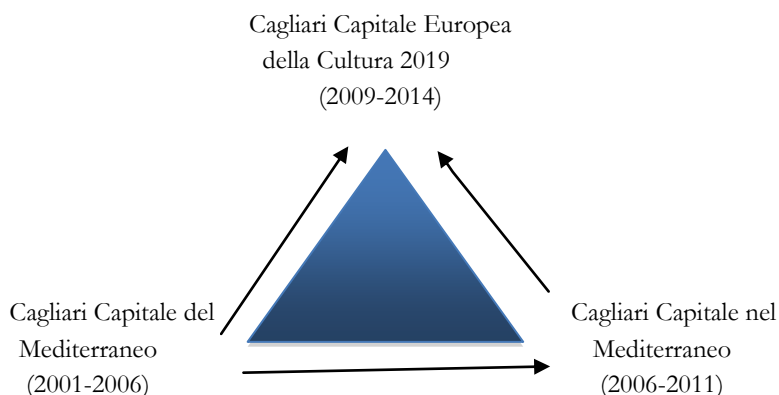 Cagliari Capitale Europea
della Cultura 2019
(2009-2014)
Cagliari Capitale del
Mediterraneo
(2001-2006)
Cagliari Capitale nel
Mediterraneo
(2006-2011)